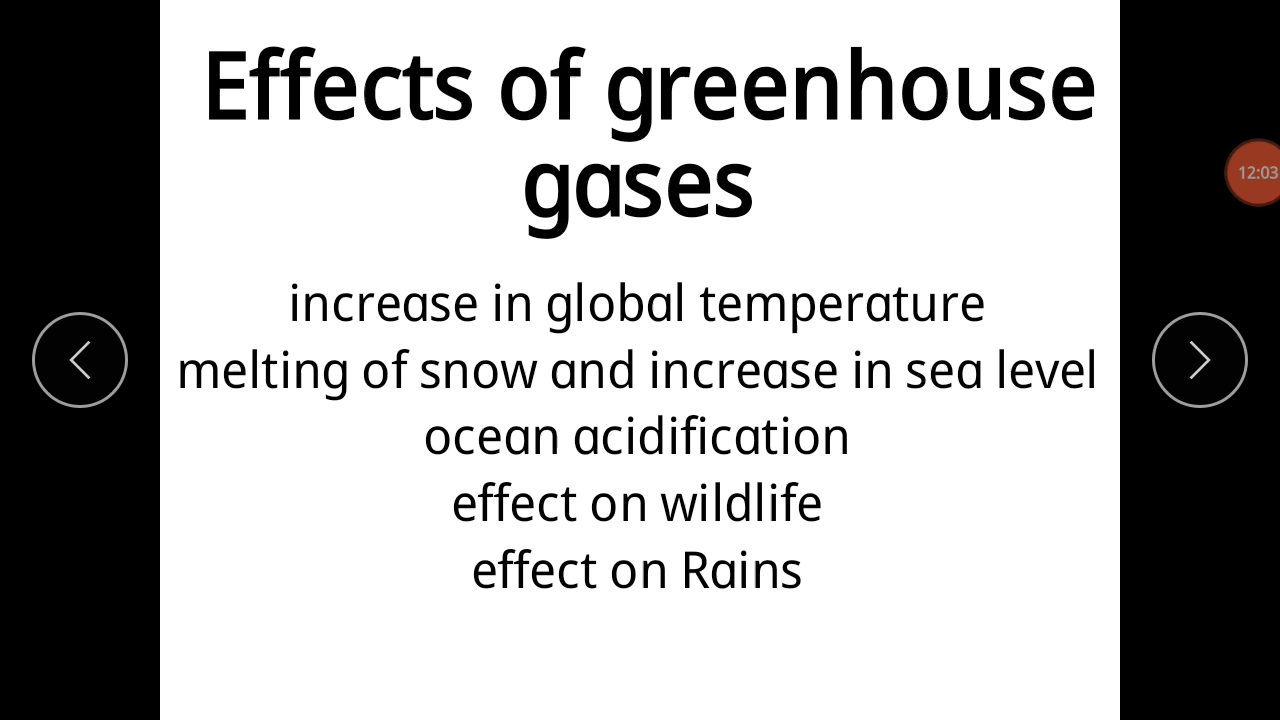 Effects of greenhouse
gases
increase in global temperature
melting of snow and increase in sea level
ocean acidification
effect on wildlife
effect on Rains
12:03